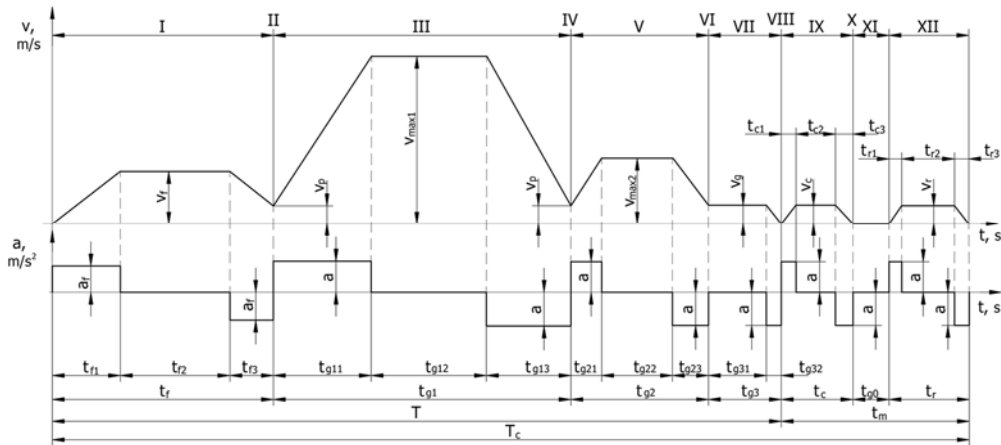 v, m/s
I II III IV V VI VII VIII IX X XI XII
t_c1 t_c2 t_c3
t_r1 t_r2 t_r3
v_f v_p v_max1 v_p v_max2 v_g v_c v_r
t, s
a, m/s²
a_f a_f a a a a a a a a a
t, s
t_f1 t_f2 t_f3 t_g11 t_g12 t_g13 t_g21 t_g22 t_g23 t_g31 t_g32
t_f t_g1 t_g2 t_g3 t_c t_g0 t_r
T t_m
T_c